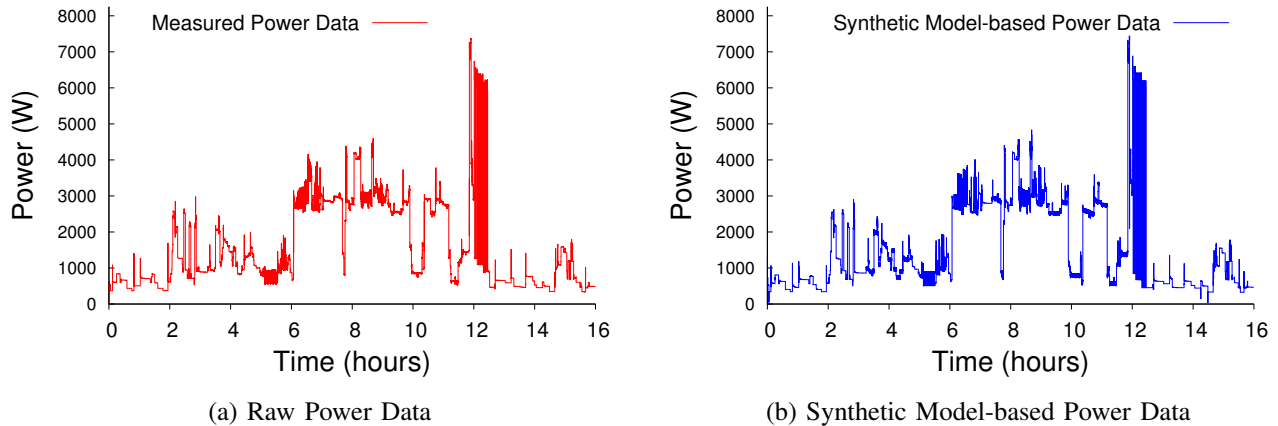 Measured Power Data
8000
7000
6000
5000
4000
3000
2000
1000
0
Power (W)
0 2 4 6 8 10 12 14 16
Time (hours)
(a) Raw Power Data
Synthetic Model-based Power Data
8000
7000
6000
5000
4000
3000
2000
1000
0
Power (W)
0 2 4 6 8 10 12 14 16
Time (hours)
(b) Synthetic Model-based Power Data